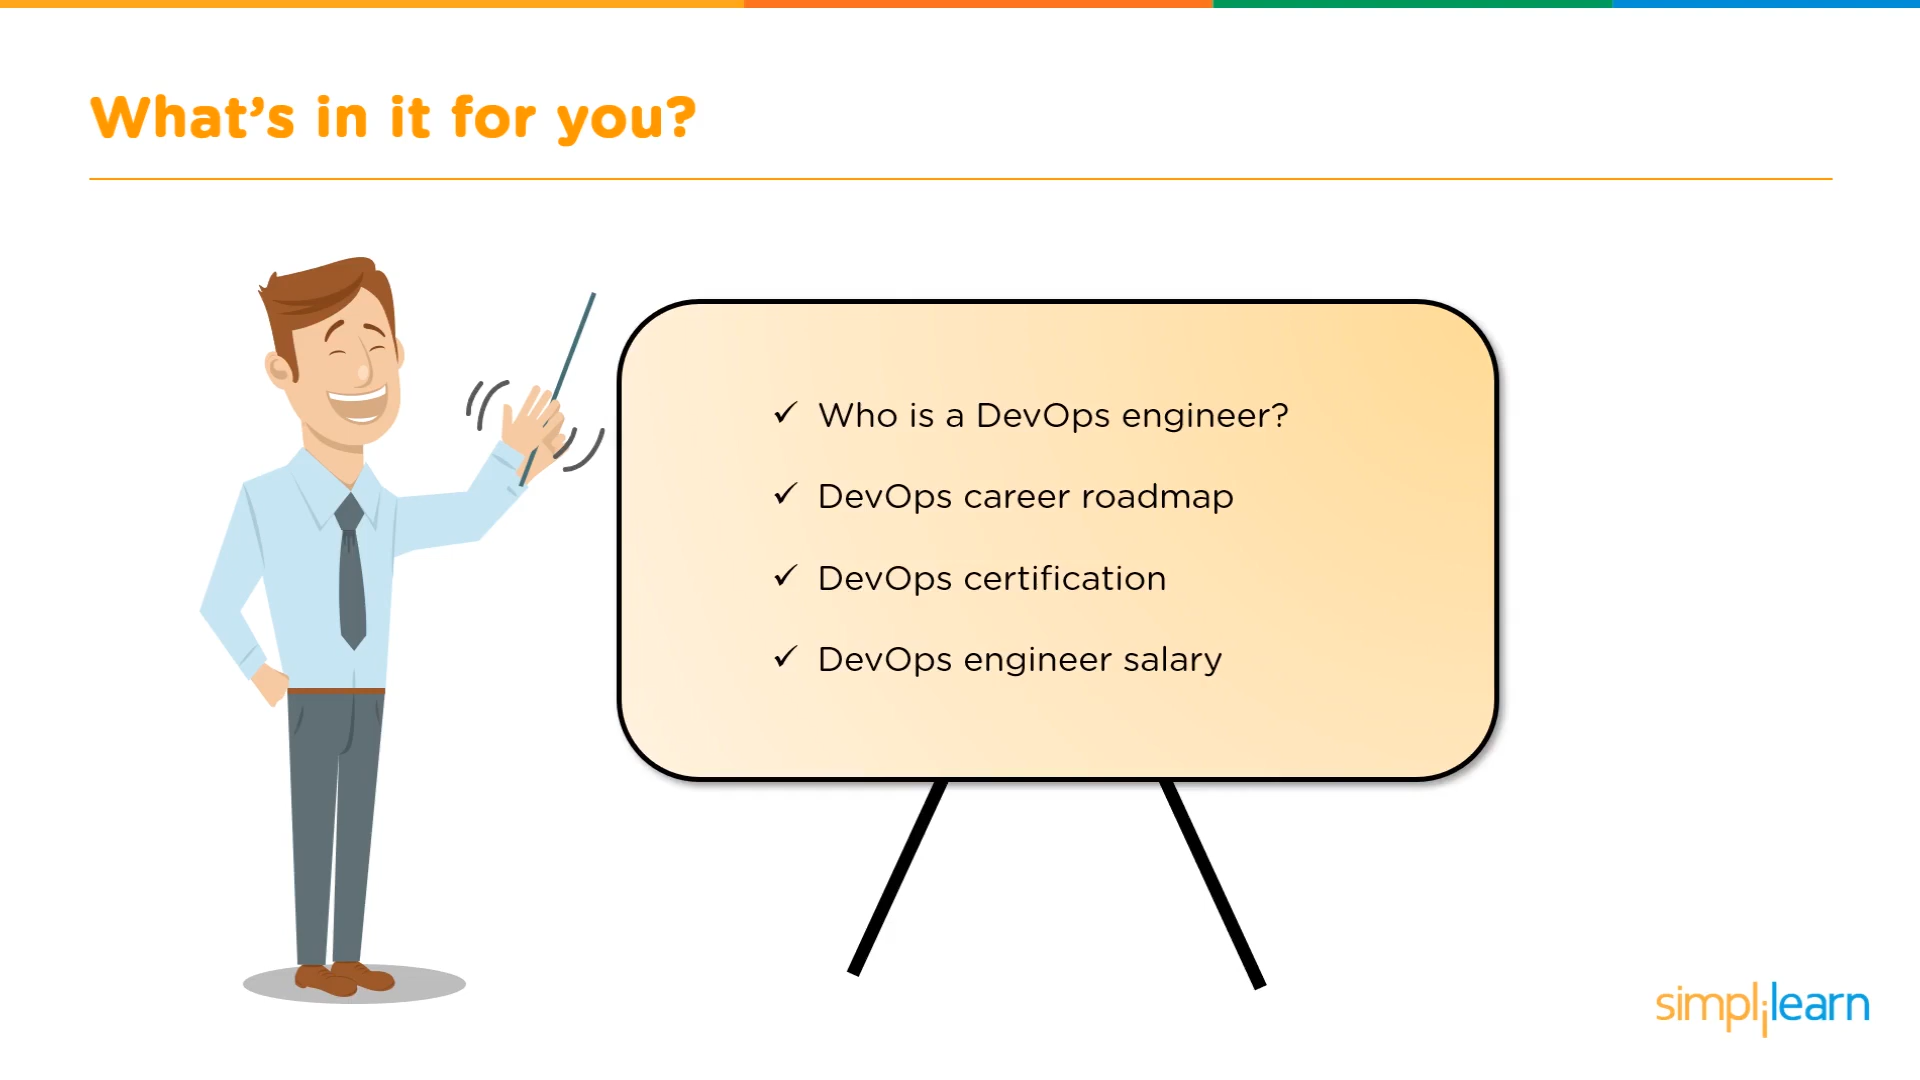 What's in it for you?
✓ Who is a DevOps engineer?
✓ DevOps career roadmap
✓ DevOps certification
✓ DevOps engineer salary
simplilearn